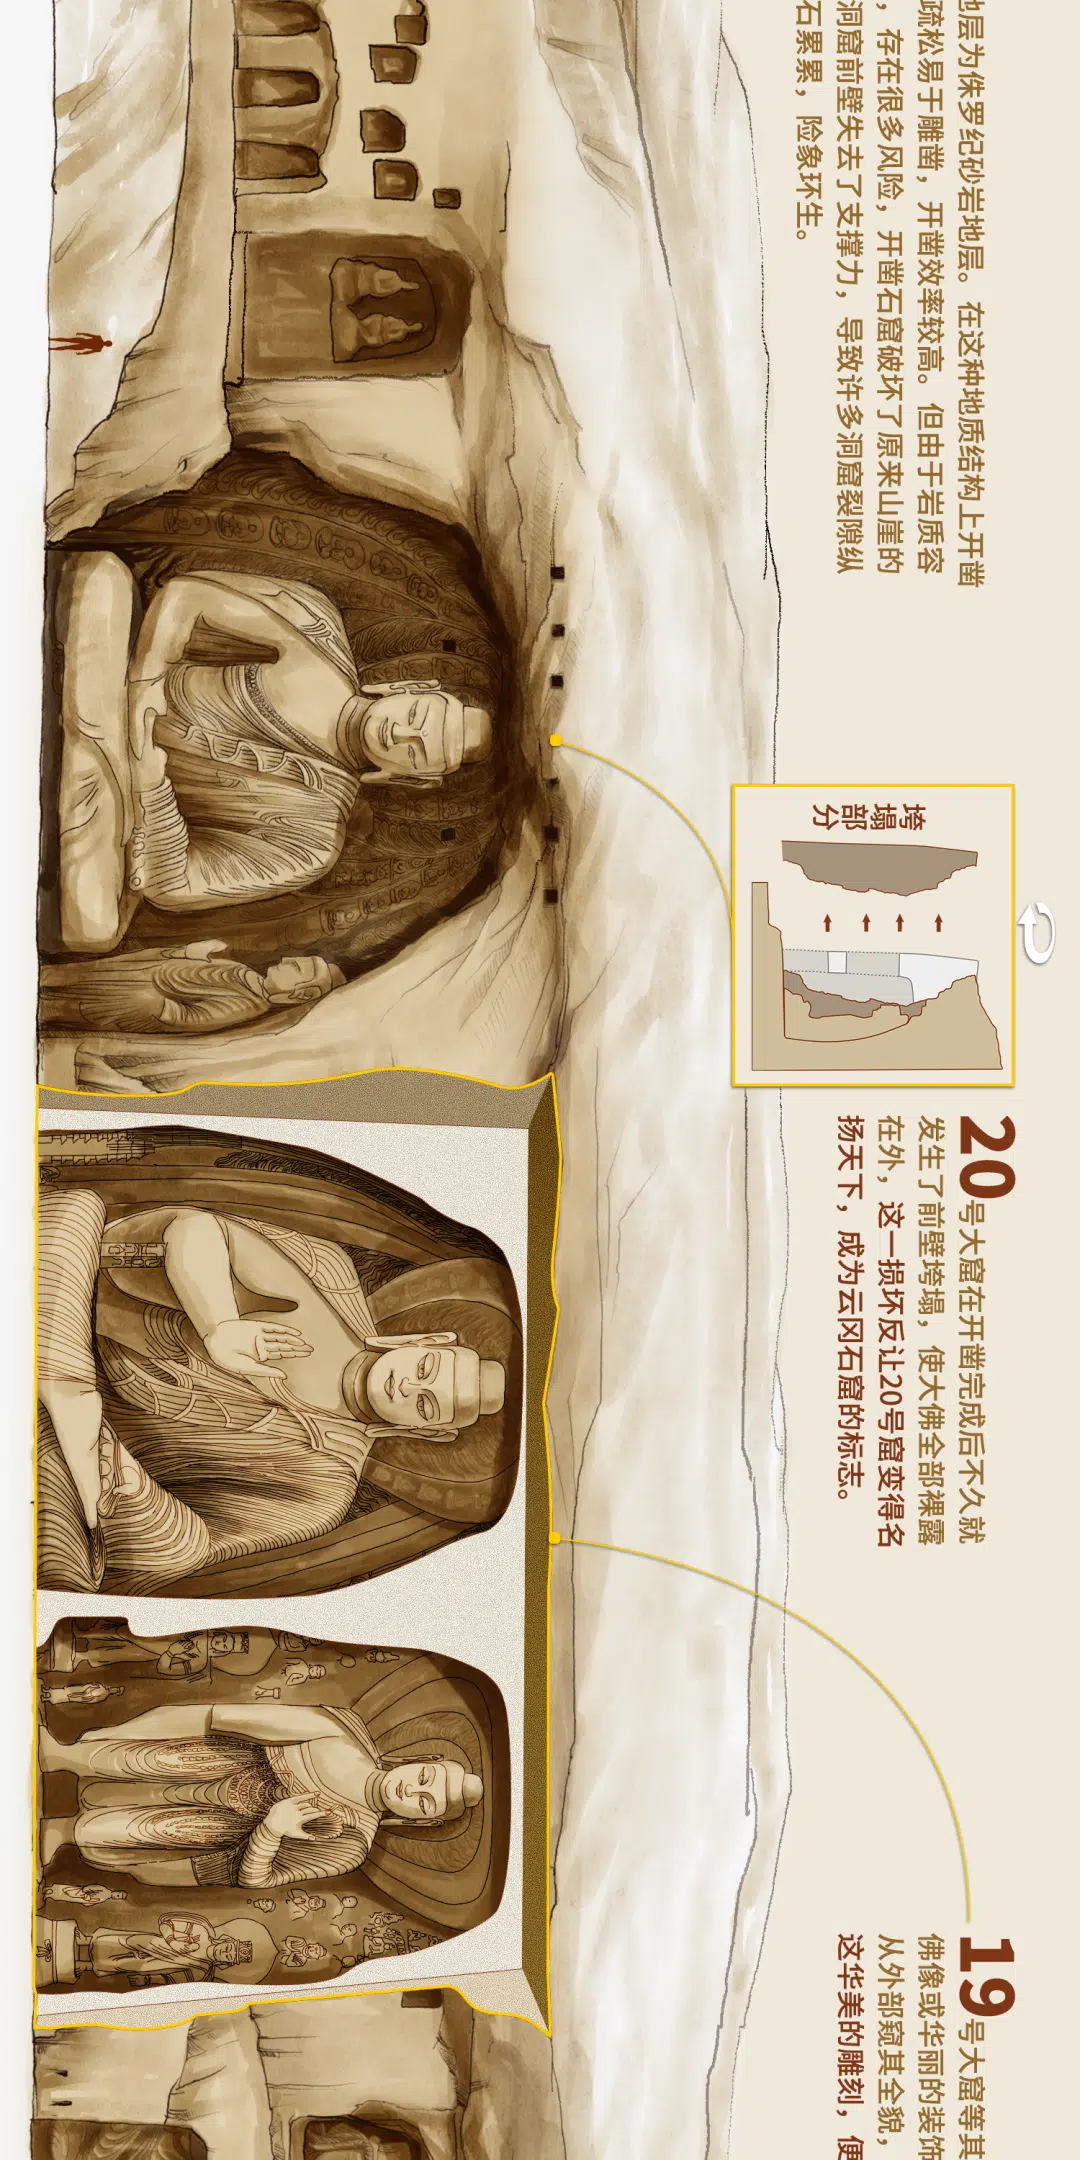 地层为侏罗纪砂岩地层。在这种地质结构上开凿
疏松易于雕凿，开凿效率较高。但由于岩质容
，存在很多风险，开凿石窟破坏了原来山崖的
洞窟前壁失去了支撑力，导致许多洞窟裂隙纵
石累累，险象环生。
垮塌部分
20号大窟在开凿完成后不久就
发生了前壁垮塌，使大佛全部裸露
在外，这一损坏反让20号窟变得名
扬天下，成为云冈石窟的标志。
19号大窟等其
佛像或华丽的装饰
从外部窥其全貌，
这华美的雕刻，便